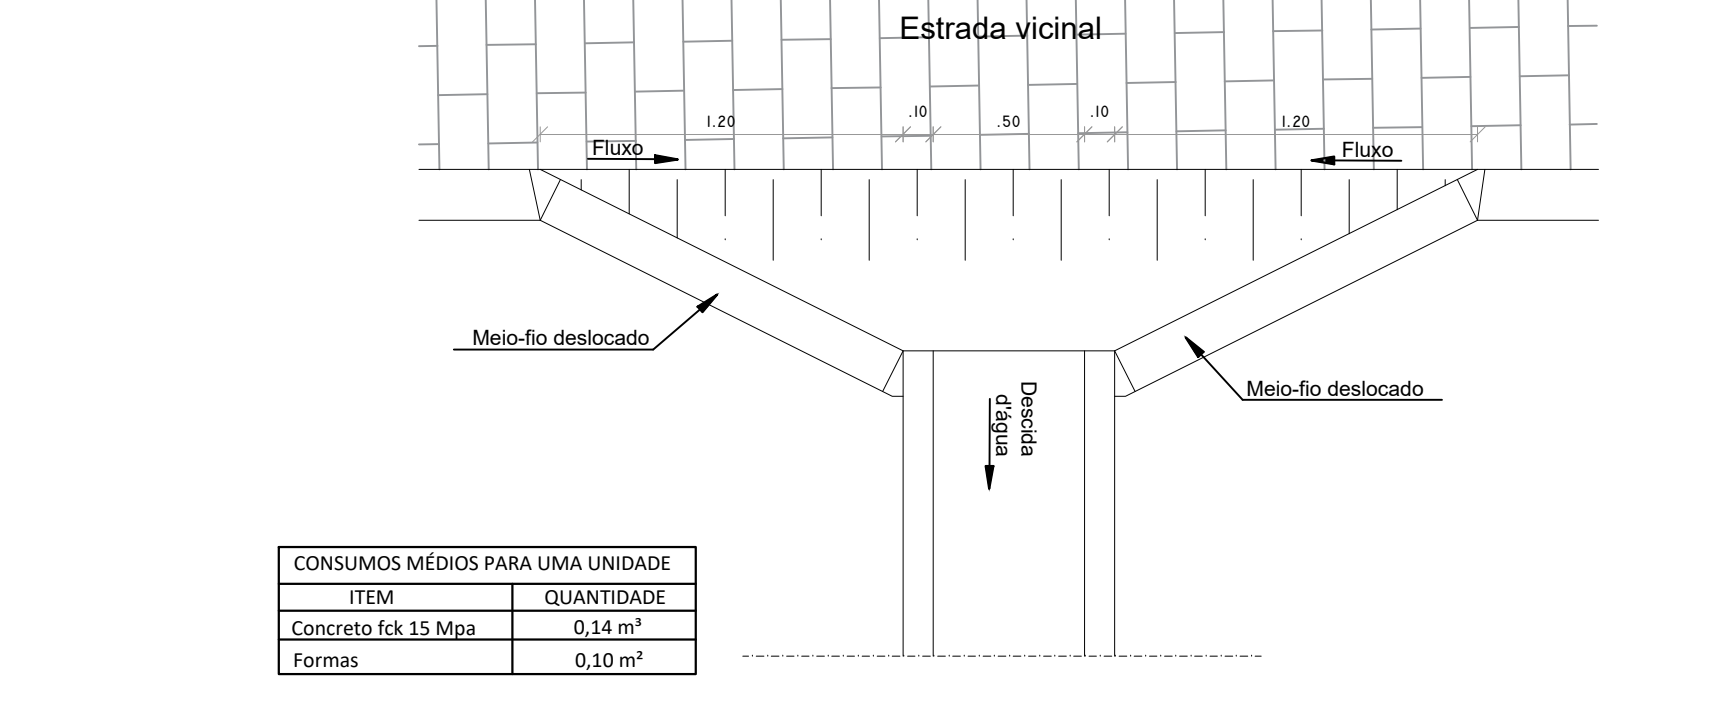 Estrada vicinal
1.20
.10
.50
.10
1.20
Fluxo
Fluxo
Meio-fio deslocado
Meio-fio deslocado
Descida
d'água
CONSUMOS MÉDIOS PARA UMA UNIDADE
ITEM QUANTIDADE
Concreto fck 15 Mpa 0,14 m³
Formas 0,10 m²